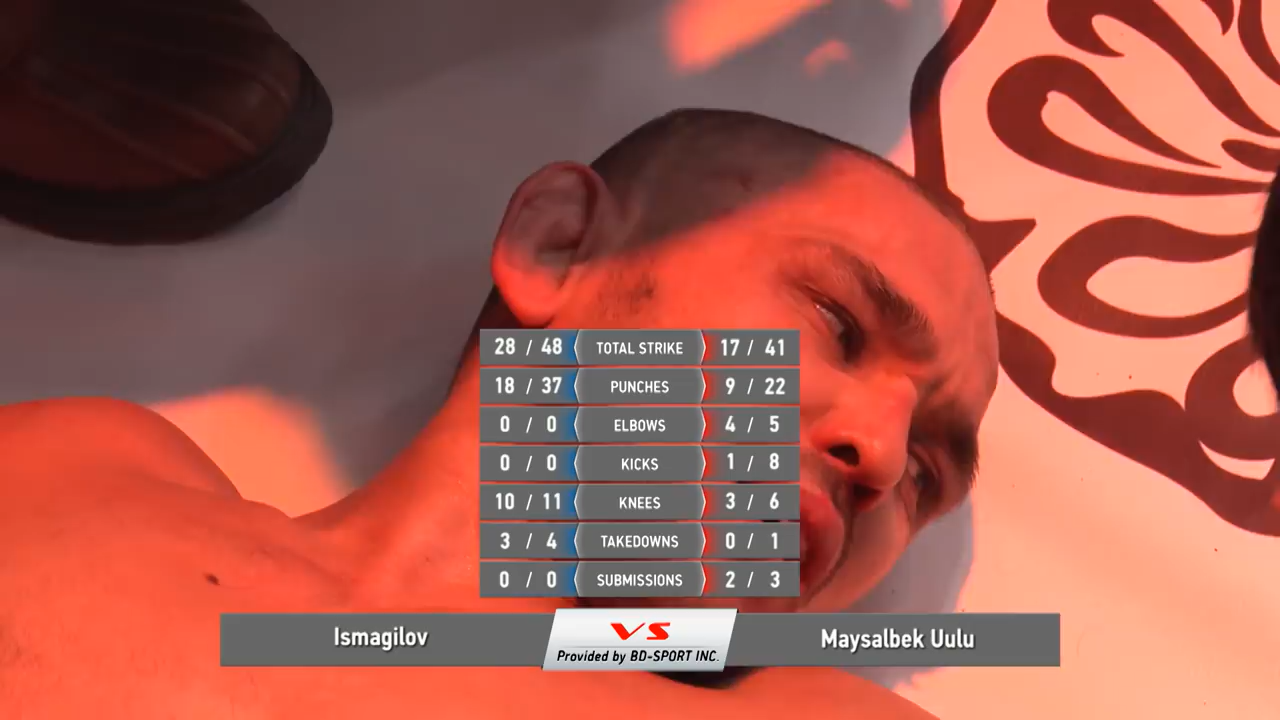 28 / 48 TOTAL STRIKE 17 / 41
18 / 37 PUNCHES 9 / 22
0 / 0 ELBOWS 4 / 5
0 / 0 KICKS 1 / 8
10 / 11 KNEES 3 / 6
3 / 4 TAKEDOWNS 0 / 1
0 / 0 SUBMISSIONS 2 / 3
Ismagilov VS Maysalbek Uulu
Provided by BD-SPORT INC.